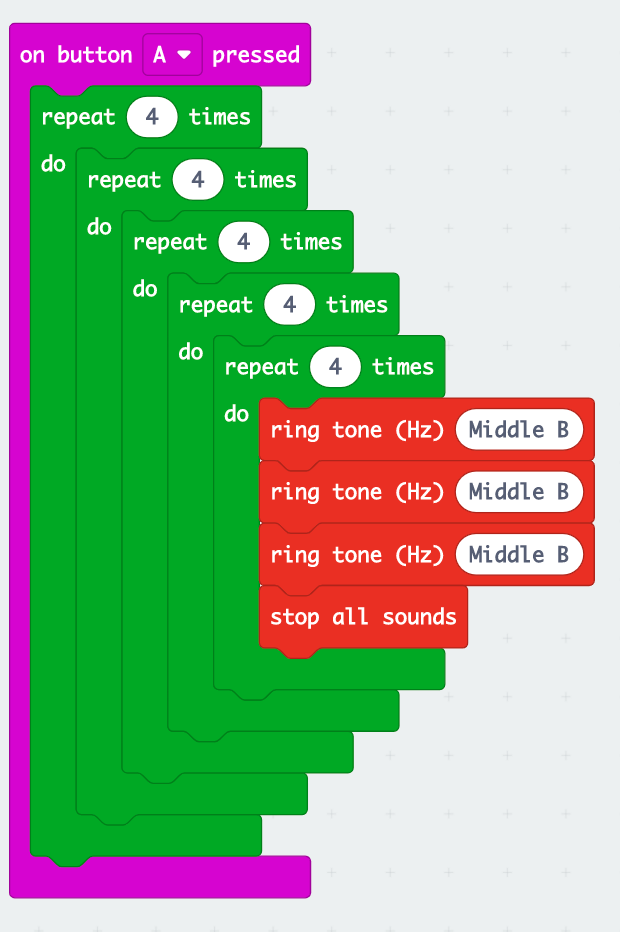 on button A pressed
repeat 4 times
do
repeat 4 times
do
repeat 4 times
do
repeat 4 times
do
repeat 4 times
do
ring tone (Hz) Middle B
ring tone (Hz) Middle B
ring tone (Hz) Middle B
stop all sounds